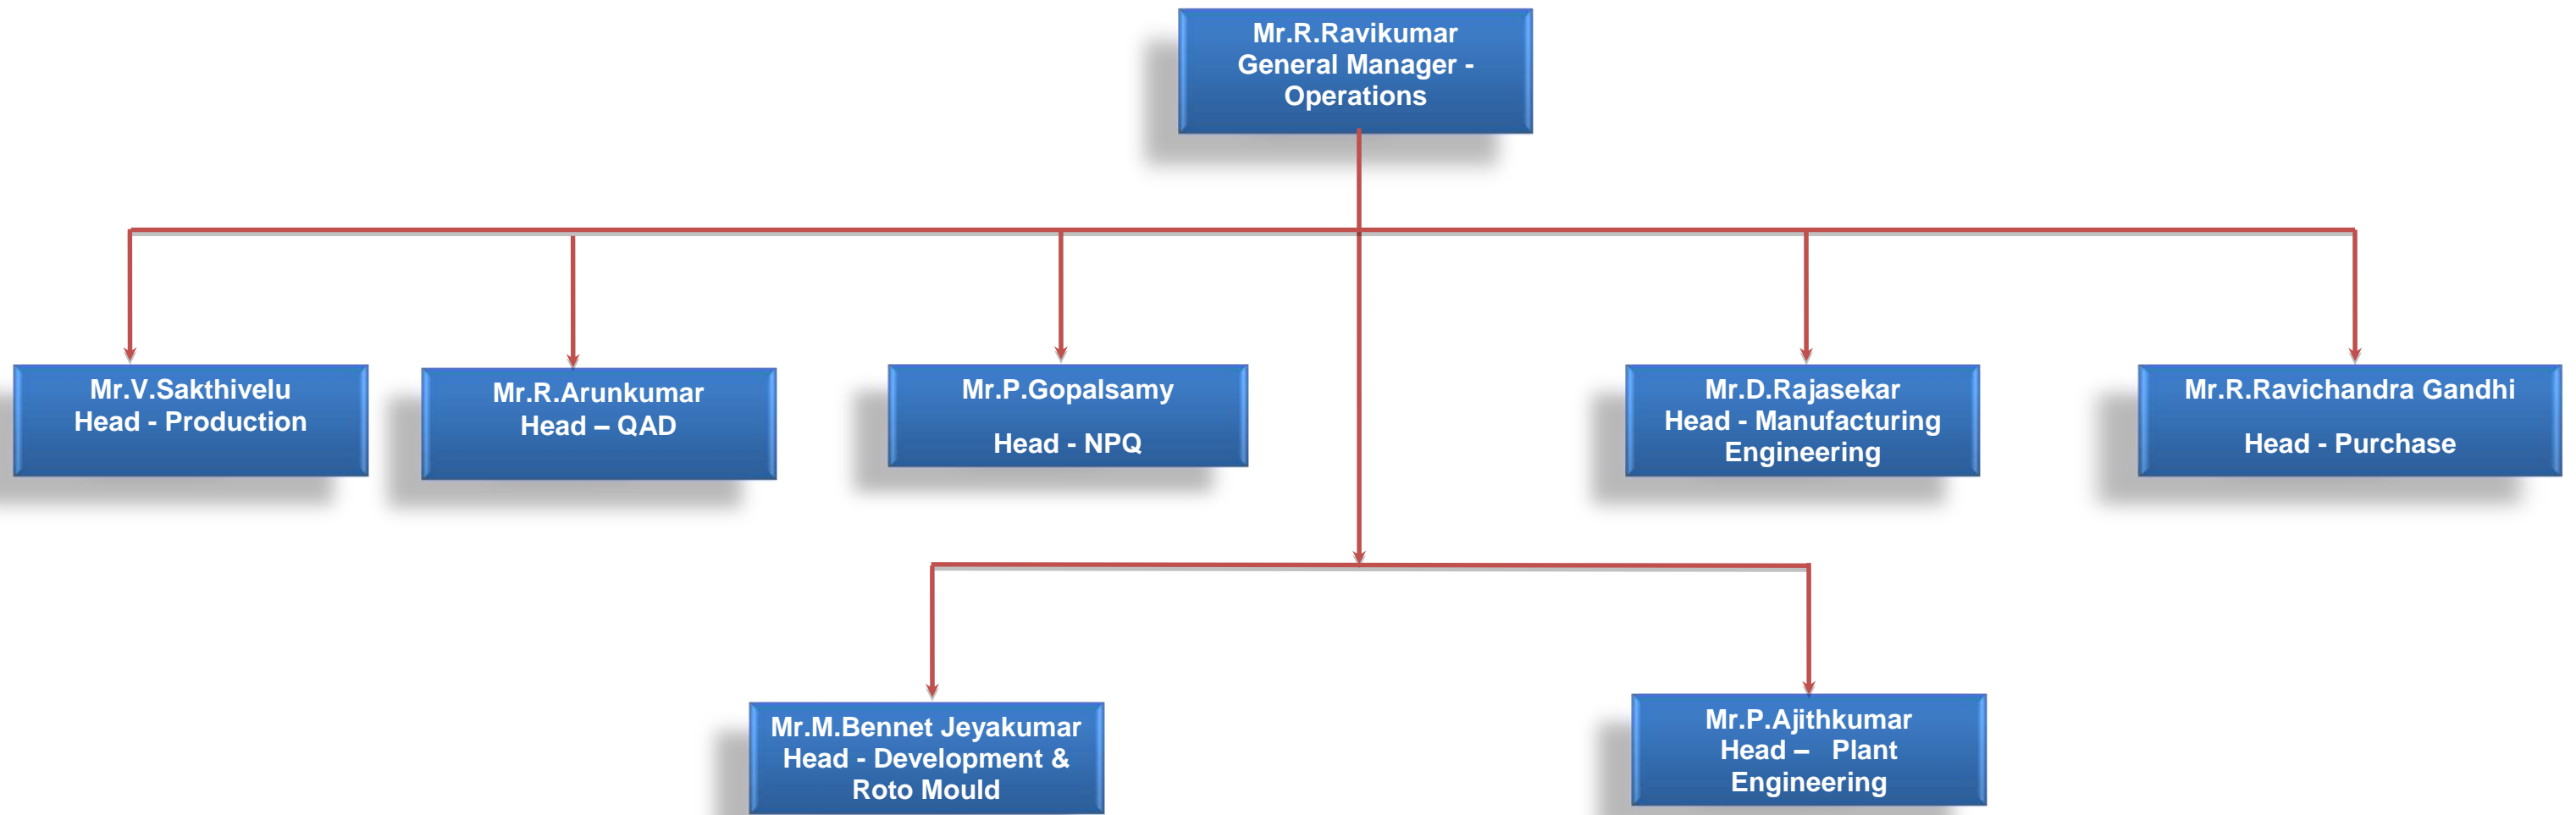 Mr.R.Ravikumar
General Manager -
Operations
Mr.V.Sakthivelu
Head - Production
Mr.R.Arunkumar
Head – QAD
Mr.P.Gopalsamy
Head - NPQ
Mr.D.Rajasekar
Head - Manufacturing
Engineering
Mr.R.Ravichandra Gandhi
Head - Purchase
Mr.M.Bennet Jeyakumar
Head - Development &
Roto Mould
Mr.P.Ajithkumar
Head – Plant
Engineering